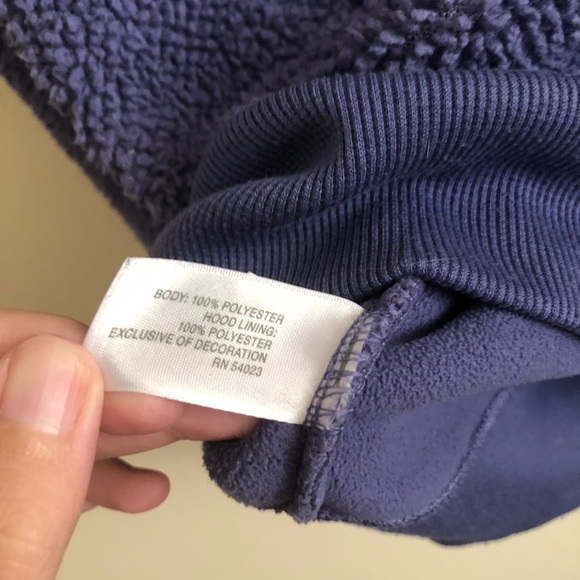 BODY: 100% POLYESTER
HOOD LINING:
100% POLYESTER
EXCLUSIVE OF DECORATION
RN 54023